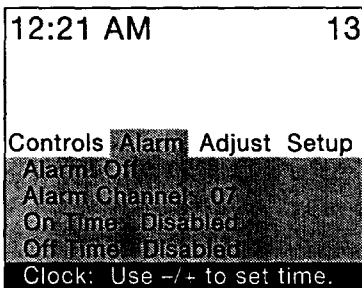 12:21 AM 13
Controls Alarm Adjust Setup
Alarm: Off
Alarm Channel: 07
On Time: Disabled
Off Time: Disabled
Clock: Use –/+ to set time.